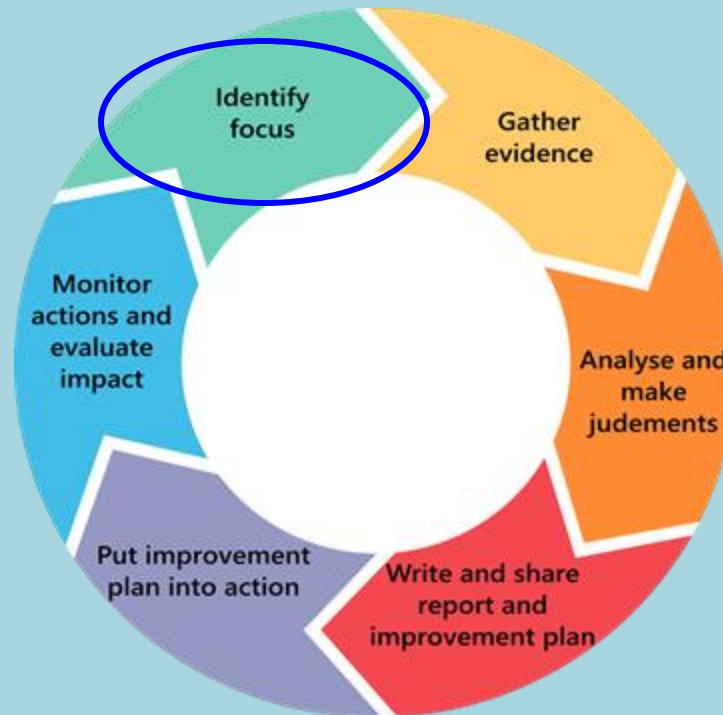 Identify
focus
Gather
evidence
Analyse and
make
judements
Write and share
report and
improvement plan
Put improvement
plan into action
Monitor
actions and
evaluate
impact